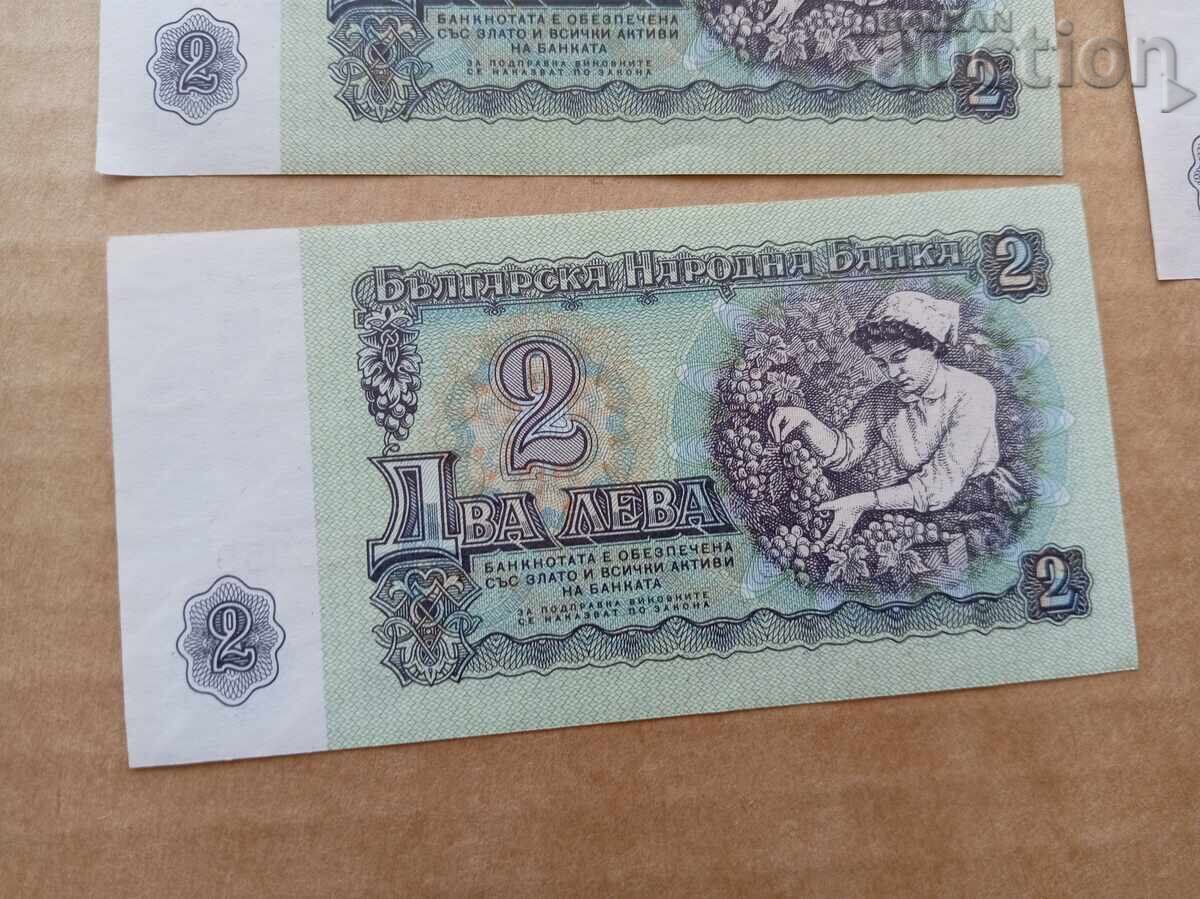 БАНКНОТАТА Е ОБЕЗПЕЧЕНА
СЪС ЗЛАТО И ВСИЧКИ АКТИВИ
НА БАНКАТА
ЗА ПОДПРАВКА ВИНОВНИТЕ
СЕ НАКАЗВАТ ПО ЗАКОНА
2
2
BALKAN
auction
БЪЛГАРСКА НАРОДНА БАНКА
2
2
ДВА ЛЕВА
БАНКНОТАТА Е ОБЕЗПЕЧЕНА
СЪС ЗЛАТО И ВСИЧКИ АКТИВИ
НА БАНКАТА
ЗА ПОДПРАВКА ВИНОВНИТЕ
СЕ НАКАЗВАТ ПО ЗАКОНА
2
2